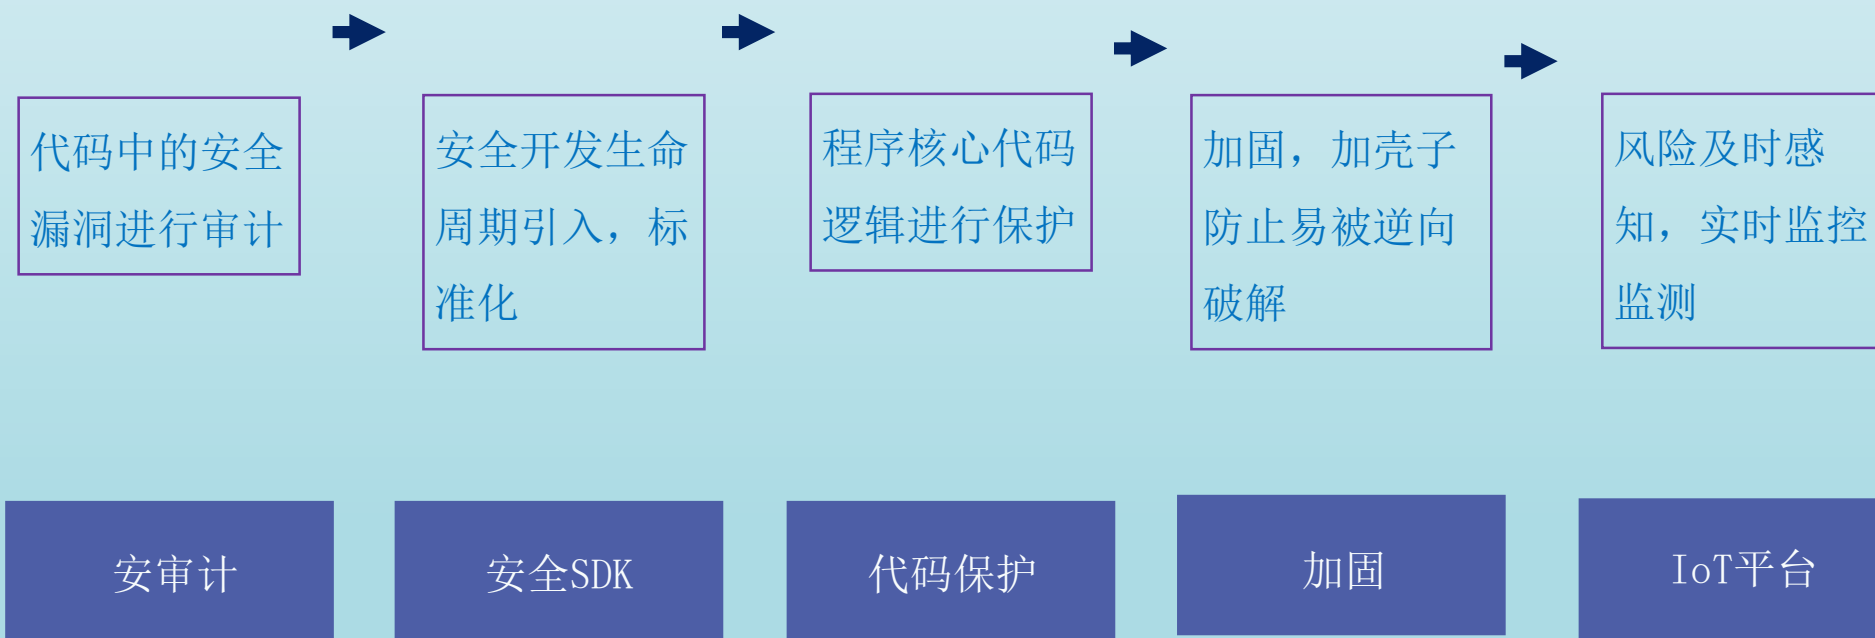 代码中的安全
漏洞进行审计
安全开发生命
周期引入，标
准化
程序核心代码
逻辑进行保护
加固，加壳子
防止易被逆向
破解
风险及时感
知，实时监控
监测
安审计
安全SDK
代码保护
加固
IoT平台